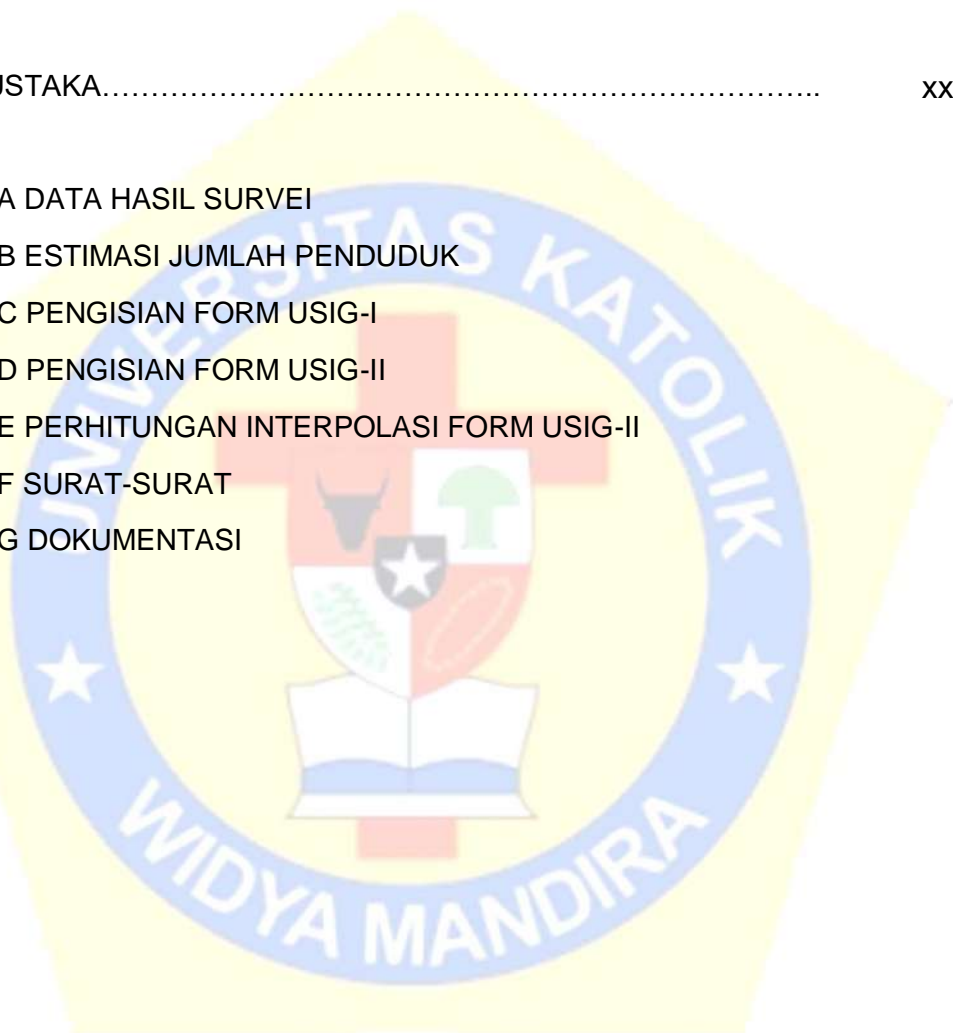 USTAKA……………………………………………………………….. xx
A DATA HASIL SURVEI
B ESTIMASI JUMLAH PENDUDUK
C PENGISIAN FORM USIG-I
D PENGISIAN FORM USIG-II
E PERHITUNGAN INTERPOLASI FORM USIG-II
F SURAT-SURAT
G DOKUMENTASI
UNIVERSITAS KATOLIK
WIDYA MANDIRA